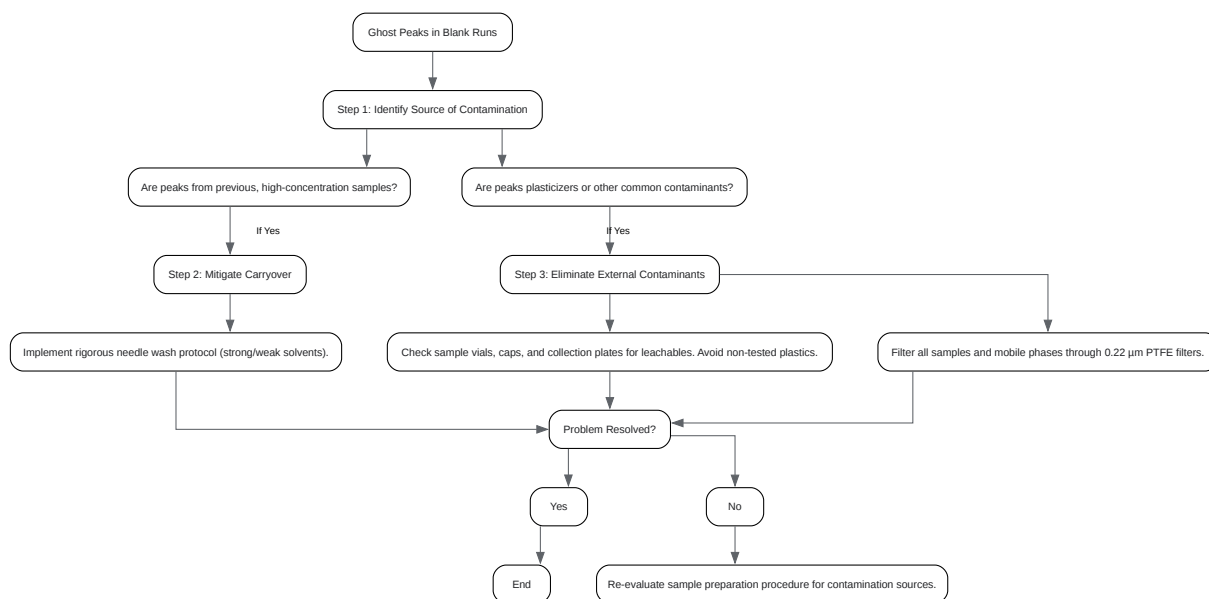 Ghost Peaks in Blank Runs
Step 1: Identify Source of Contamination
Are peaks from previous, high-concentration samples?
Are peaks plasticizers or other common contaminants?
If Yes
If Yes
Step 2: Mitigate Carryover
Step 3: Eliminate External Contaminants
Implement rigorous needle wash protocol (strong/weak solvents).
Check sample vials, caps, and collection plates for leachables. Avoid non-tested plastics.
Filter all samples and mobile phases through 0.22 µm PTFE filters.
Problem Resolved?
Yes
No
End
Re-evaluate sample preparation procedure for contamination sources.